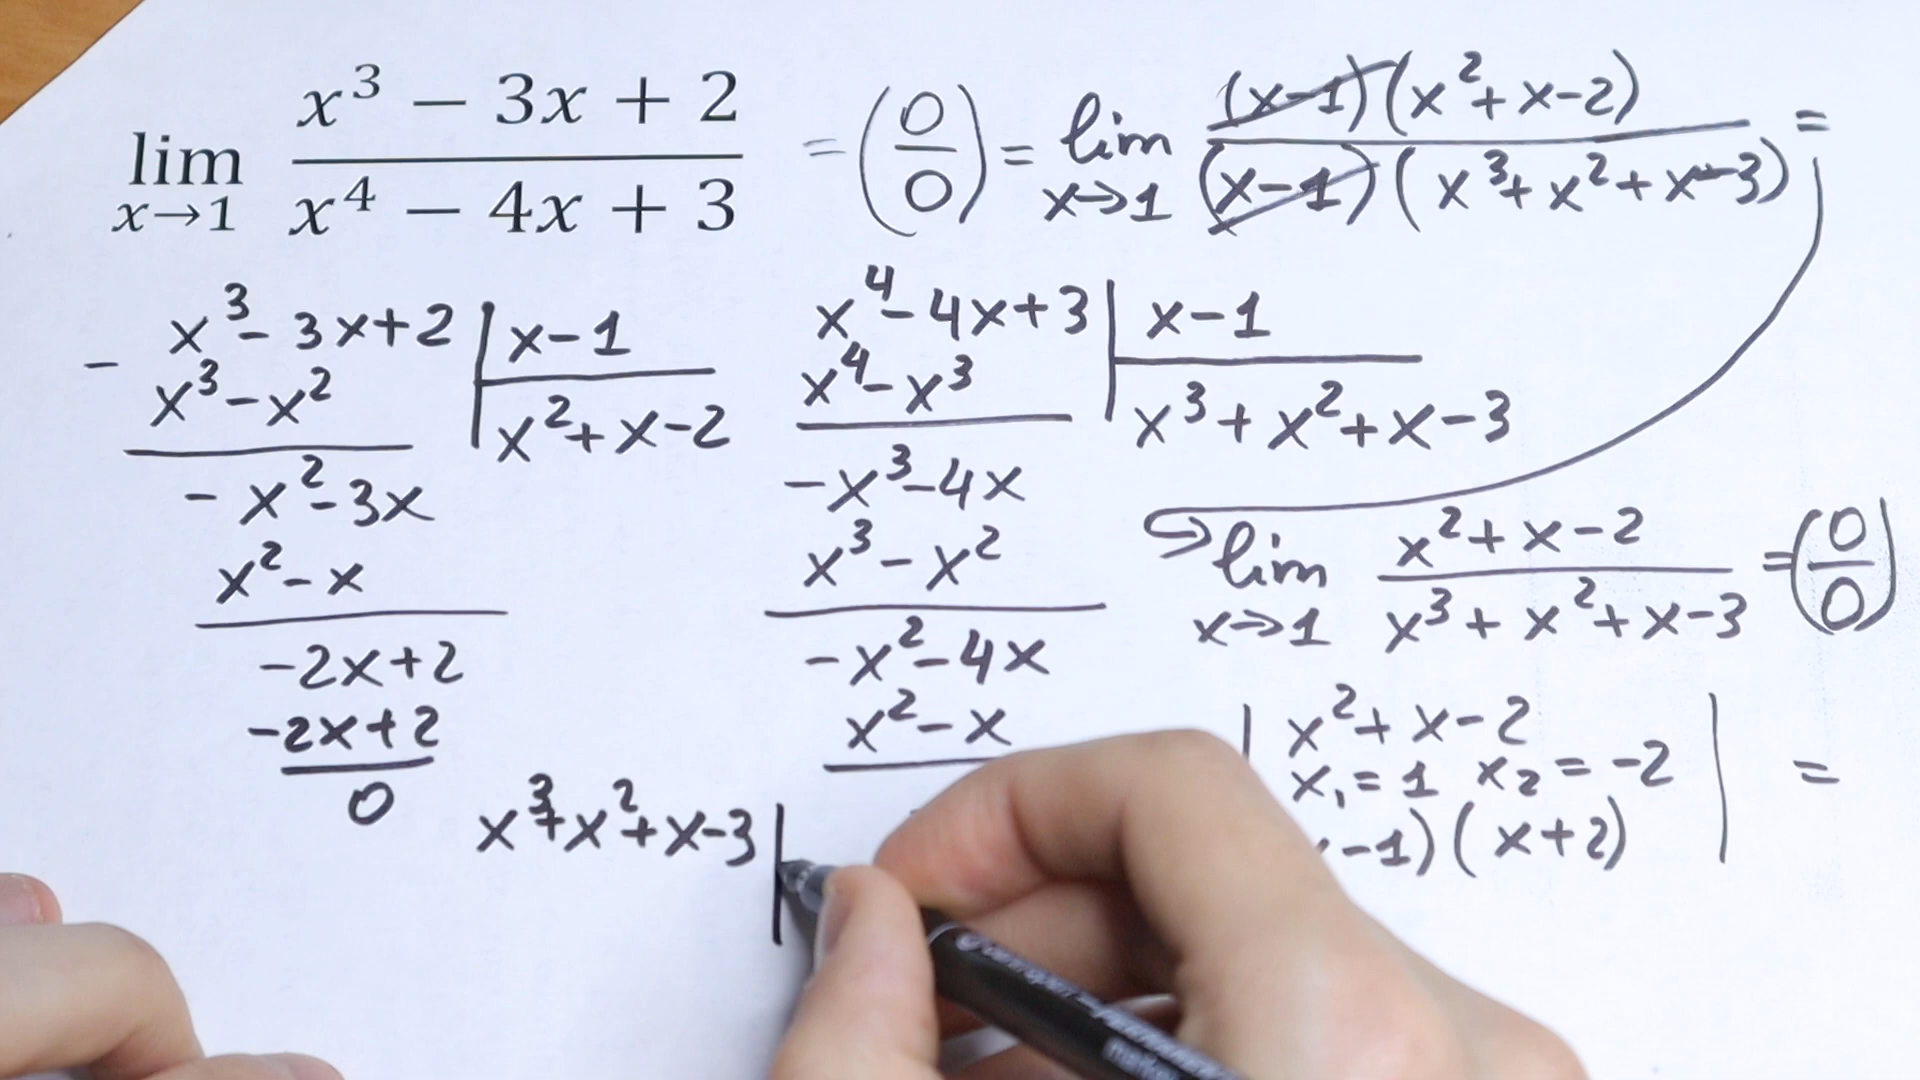 lim x→1 (x³ − 3x + 2)/(x⁴ − 4x + 3) = (0/0) = lim x→1 (x-1)(x²+x-2)/(x-1)(x³+x²+x-3) =
x³-3x+2 | x-1
- x³-x² | x²+x-2
-x²-3x
x²-x
-2x+2
-2x+2
0
x⁴-4x+3 | x-1
x⁴-x³ | x³+x²+x-3
-x³-4x
x³-x²
-x²-4x
x²-x
lim x→1 (x²+x-2)/(x³+x²+x-3) = (0/0)
| x²+x-2 |
x₁=1 x₂=-2 =
-1)(x+2)
x³+x²+x-3 |